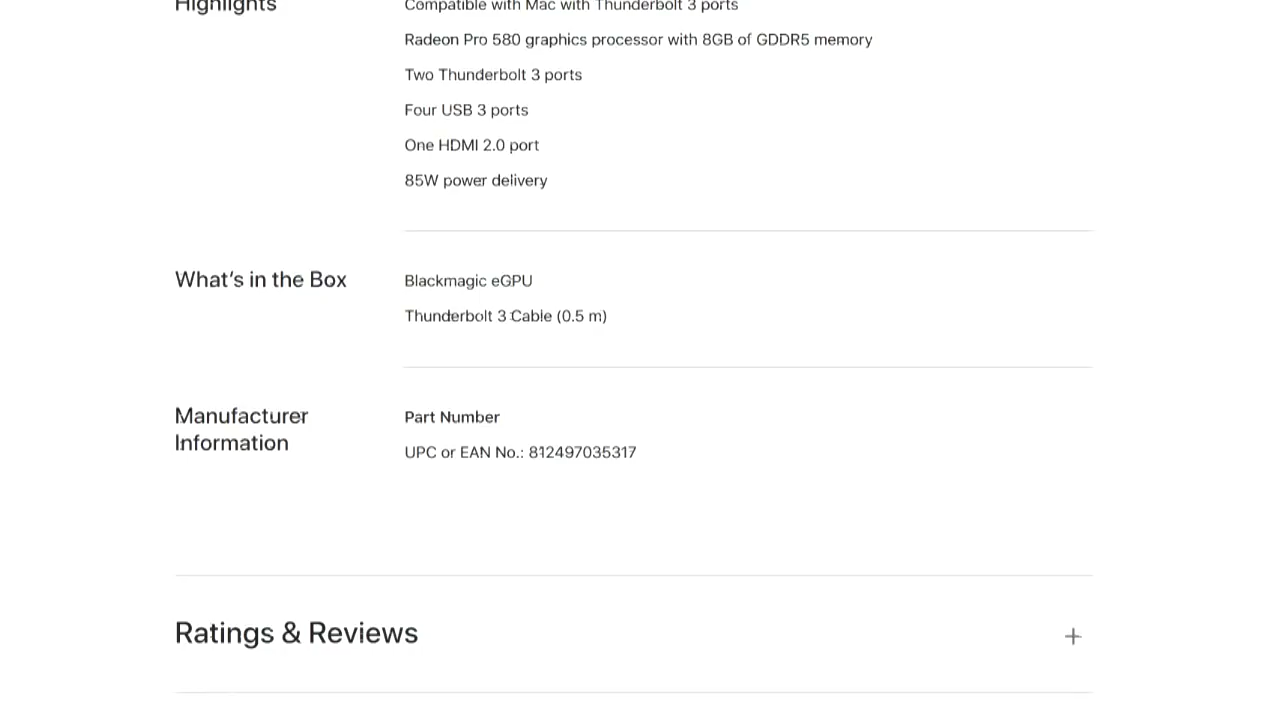 Highlights
Compatible with Mac with Thunderbolt 3 ports
Radeon Pro 580 graphics processor with 8GB of GDDR5 memory
Two Thunderbolt 3 ports
Four USB 3 ports
One HDMI 2.0 port
85W power delivery
What's in the Box
Blackmagic eGPU
Thunderbolt 3 Cable (0.5 m)
Manufacturer
Information
Part Number
UPC or EAN No.: 812497035317
Ratings & Reviews +